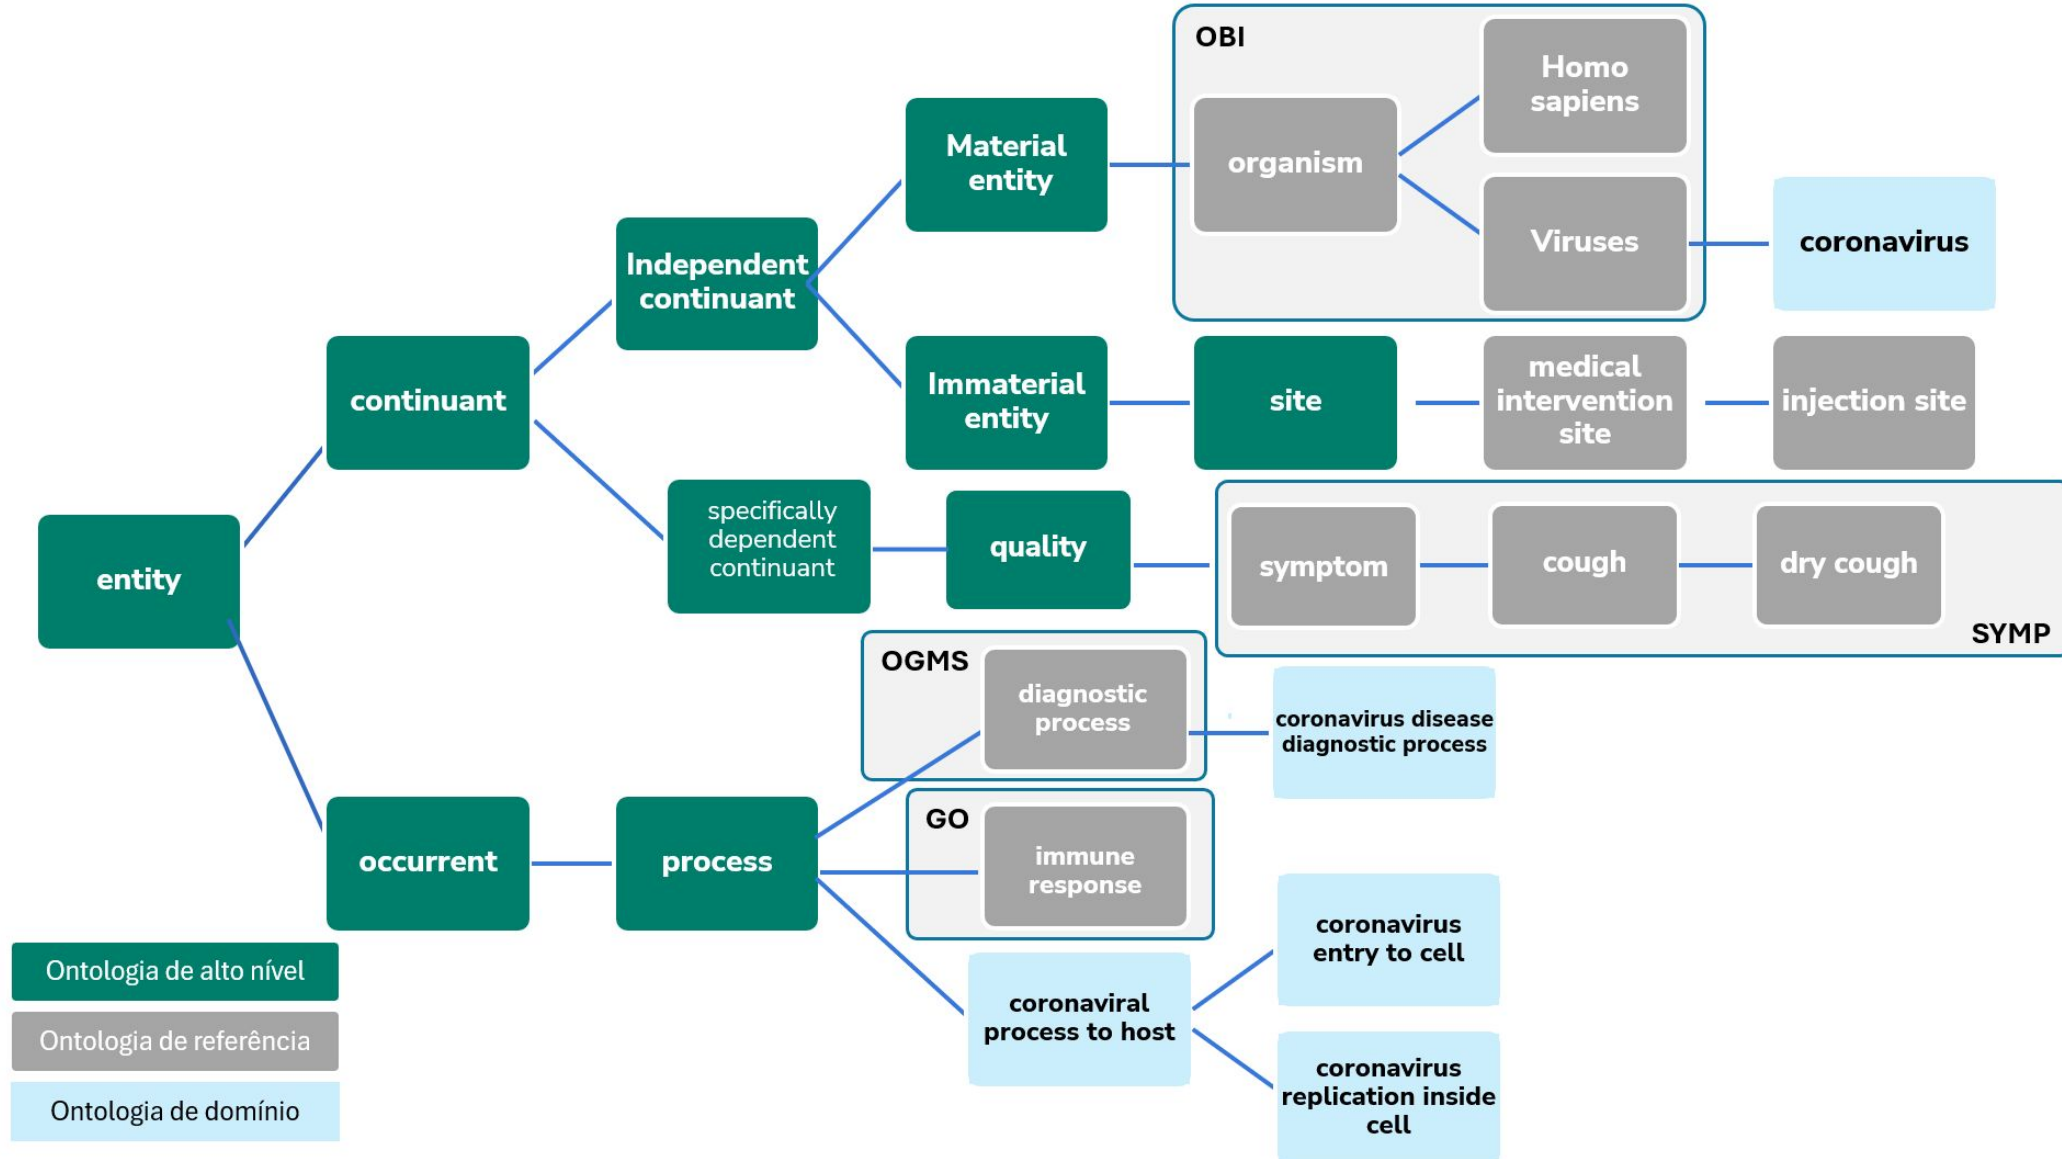 OBI
Homo
sapiens
Material
entity
organism
Viruses
coronavirus
Independent
continuant
continuant
Immaterial
entity
site
medical
intervention
site
injection site
entity
specifically
dependent
continuant
quality
symptom
cough
dry cough
SYMP
OGMS
diagnostic
process
coronavirus disease
diagnostic process
GO
immune
response
occurrent
process
coronavirus
entry to cell
coronaviral
process to host
coronavirus
replication inside
cell
Ontologia de alto nível
Ontologia de referência
Ontologia de domínio